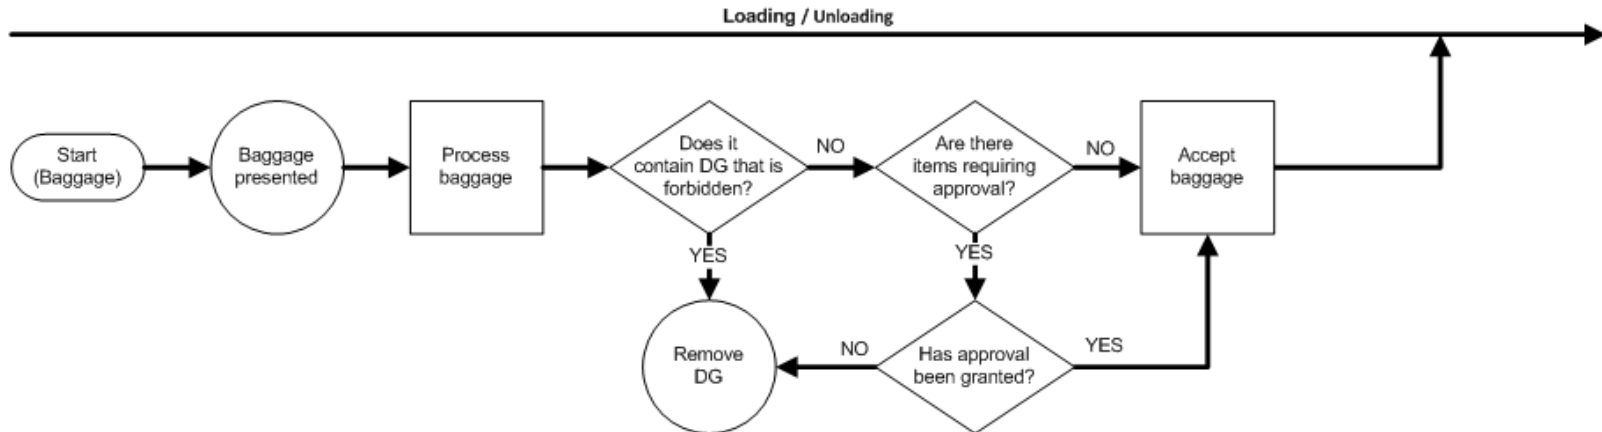 Loading / Unloading
Start
(Baggage)
Baggage
presented
Process
baggage
Does it
contain DG that is
forbidden?
NO
Are there
items requiring
approval?
NO
Accept
baggage
YES
YES
Remove
DG
NO
Has approval
been granted?
YES